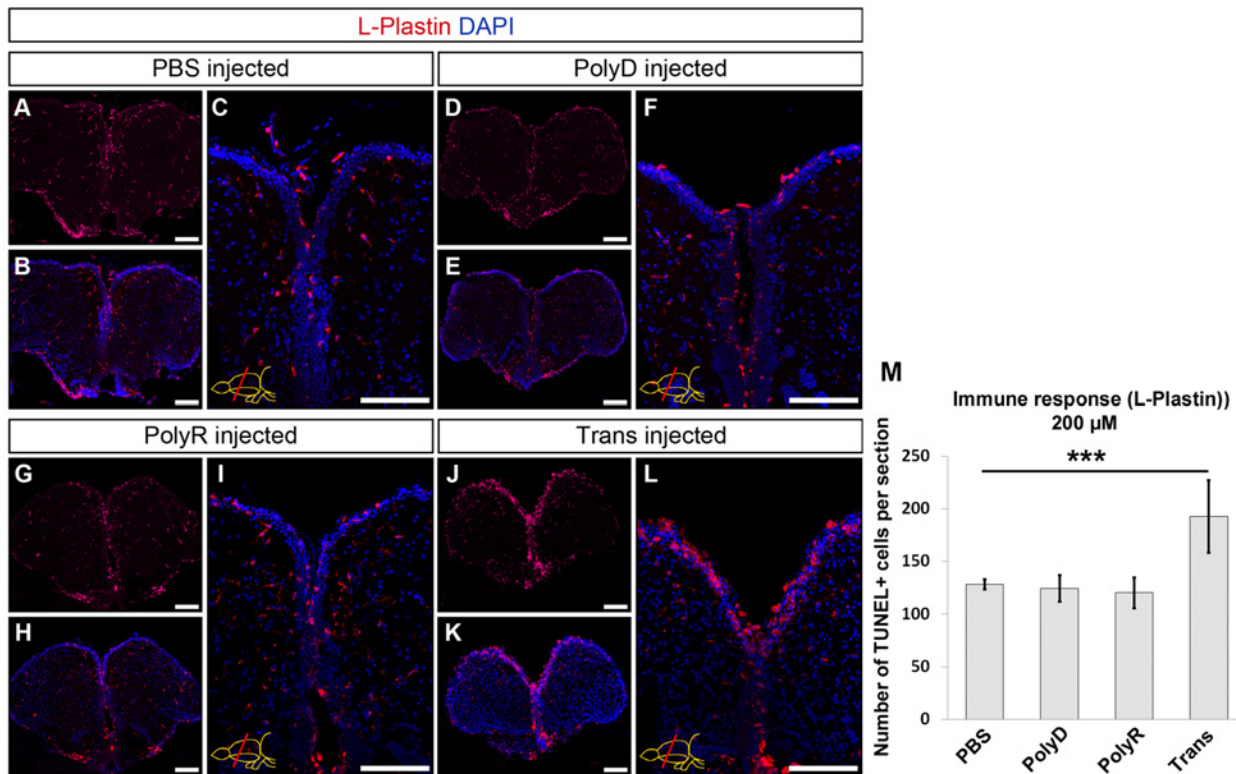 L-Plastin DAPI
PBS injected
PolyD injected
A
C
D
F
B
E
PolyR injected
Trans injected
G
I
J
L
H
K
M
Immune response (L-Plastin))
200 µM
***
Number of TUNEL+ cells per section
250
200
150
100
50
0
PBS
PolyD
PolyR
Trans